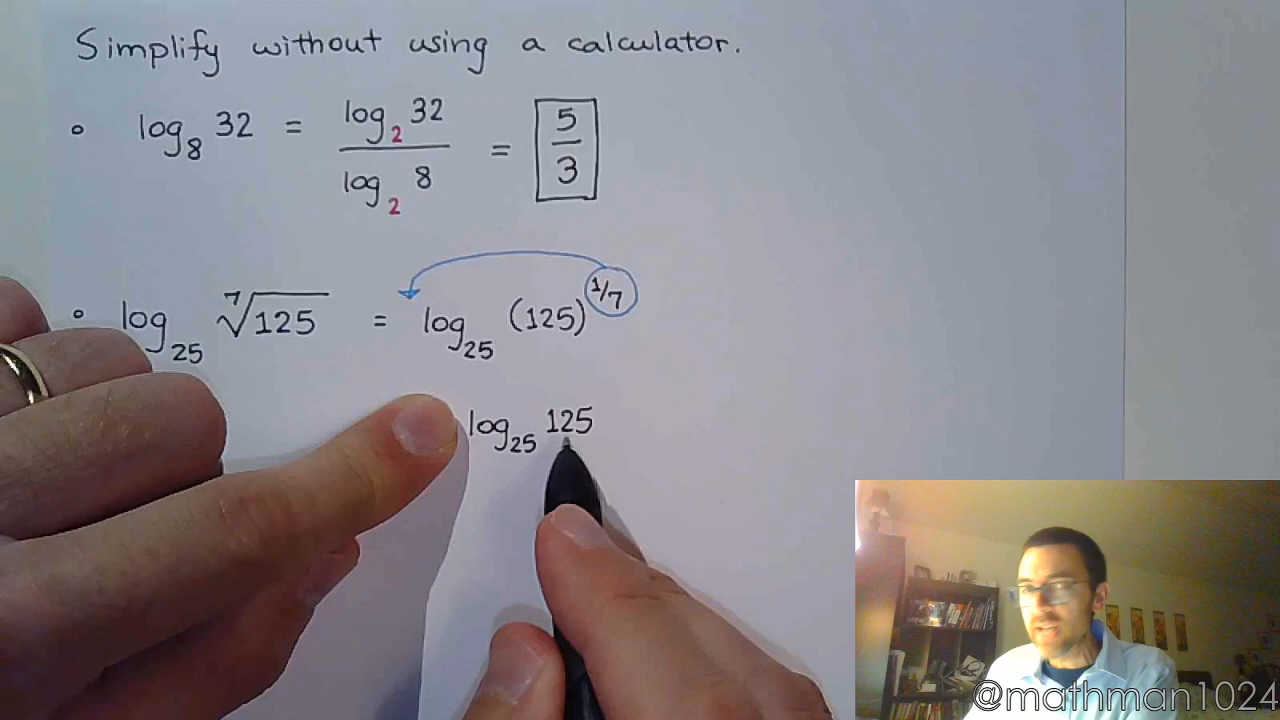 Simplify without using a calculator.
∘ log₈ 32 = log₂ 32 / log₂ 8 = 5/3
∘ log₂₅ ⁷√125 = log₂₅ (125)^1/7
log₂₅ 125
@mathman1024